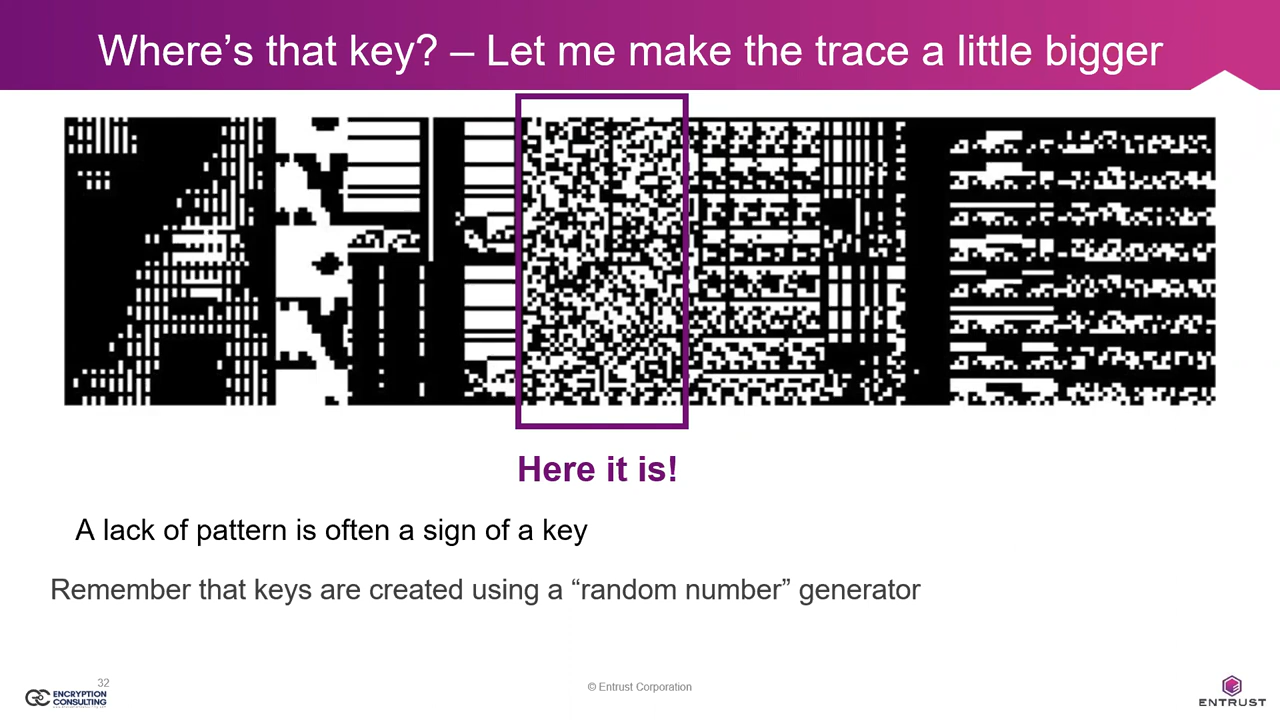 Where’s that key? – Let me make the trace a little bigger
Here it is!
A lack of pattern is often a sign of a key
Remember that keys are created using a “random number” generator
32
ENCRYPTION
CONSULTING
© Entrust Corporation
ENTRUST